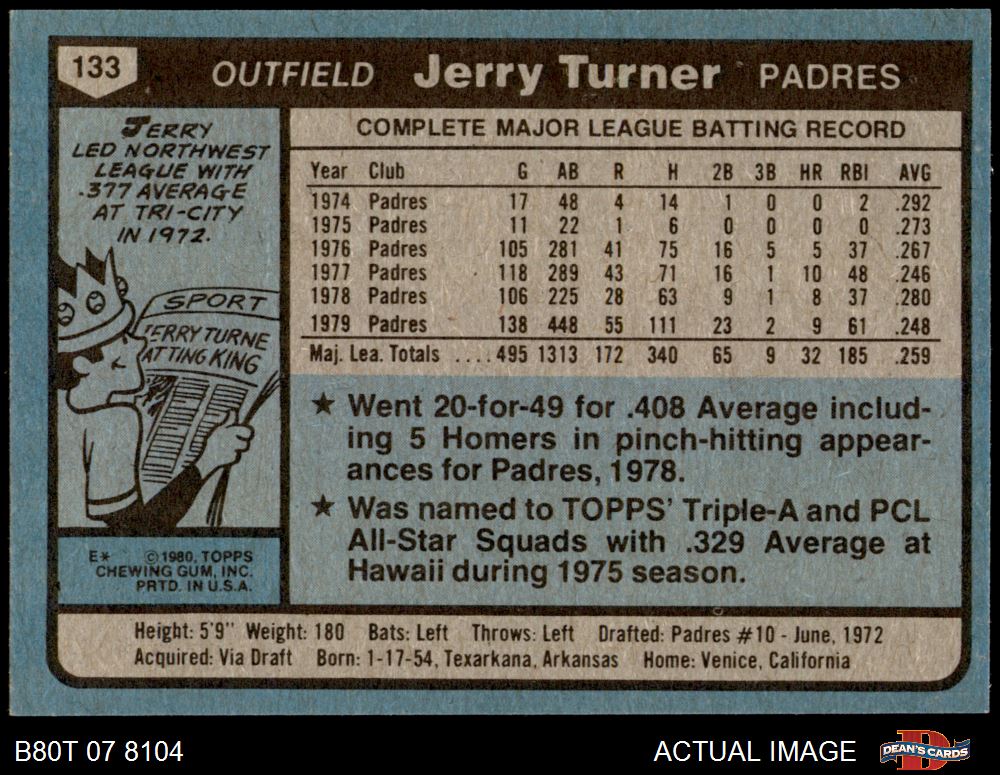 133
OUTFIELD Jerry Turner PADRES
JERRY
LED NORTHWEST
LEAGUE WITH
.377 AVERAGE
AT TRI-CITY
IN 1972.
SPORT
JERRY TURNE
ATTING KING
E* © 1980, TOPPS
CHEWING GUM, INC.
PRTD. IN U.S.A.
COMPLETE MAJOR LEAGUE BATTING RECORD
Year Club G AB R H 2B 3B HR RBI AVG
1974 Padres 17 48 4 14 1 0 0 2 .292
1975 Padres 11 22 1 6 0 0 0 0 .273
1976 Padres 105 281 41 75 16 5 5 37 .267
1977 Padres 118 289 43 71 16 1 10 48 .246
1978 Padres 106 225 28 63 9 1 8 37 .280
1979 Padres 138 448 55 111 23 2 9 61 .248
Maj. Lea. Totals ....495 1313 172 340 65 9 32 185 .259
★ Went 20-for-49 for .408 Average includ-
ing 5 Homers in pinch-hitting appear-
ances for Padres, 1978.
★ Was named to TOPPS' Triple-A and PCL
All-Star Squads with .329 Average at
Hawaii during 1975 season.
Height: 5'9" Weight: 180 Bats: Left Throws: Left Drafted: Padres #10 - June, 1972
Acquired: Via Draft Born: 1-17-54, Texarkana, Arkansas Home: Venice, California
B80T 07 8104 ACTUAL IMAGE DEAN'S CARDS